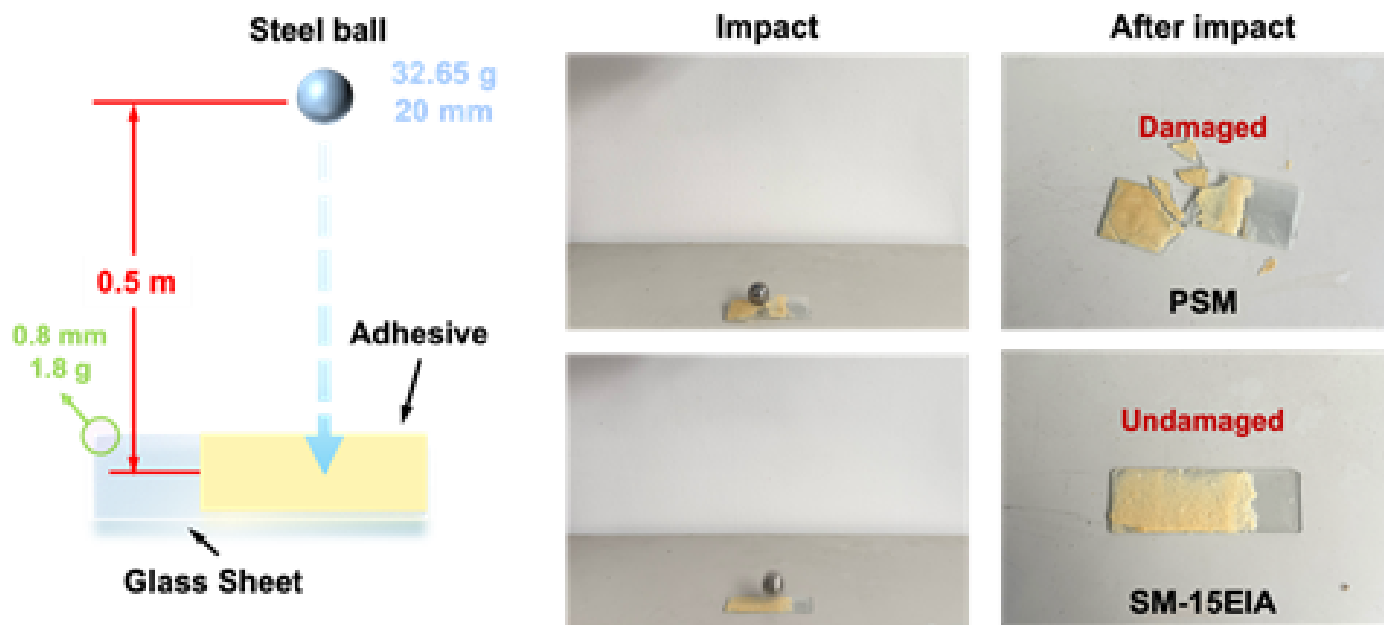 Steel ball
32.65 g
20 mm
0.5 m
0.8 mm
1.8 g
Adhesive
Glass Sheet
Impact
After impact
Damaged
PSM
Undamaged
SM-15EIA